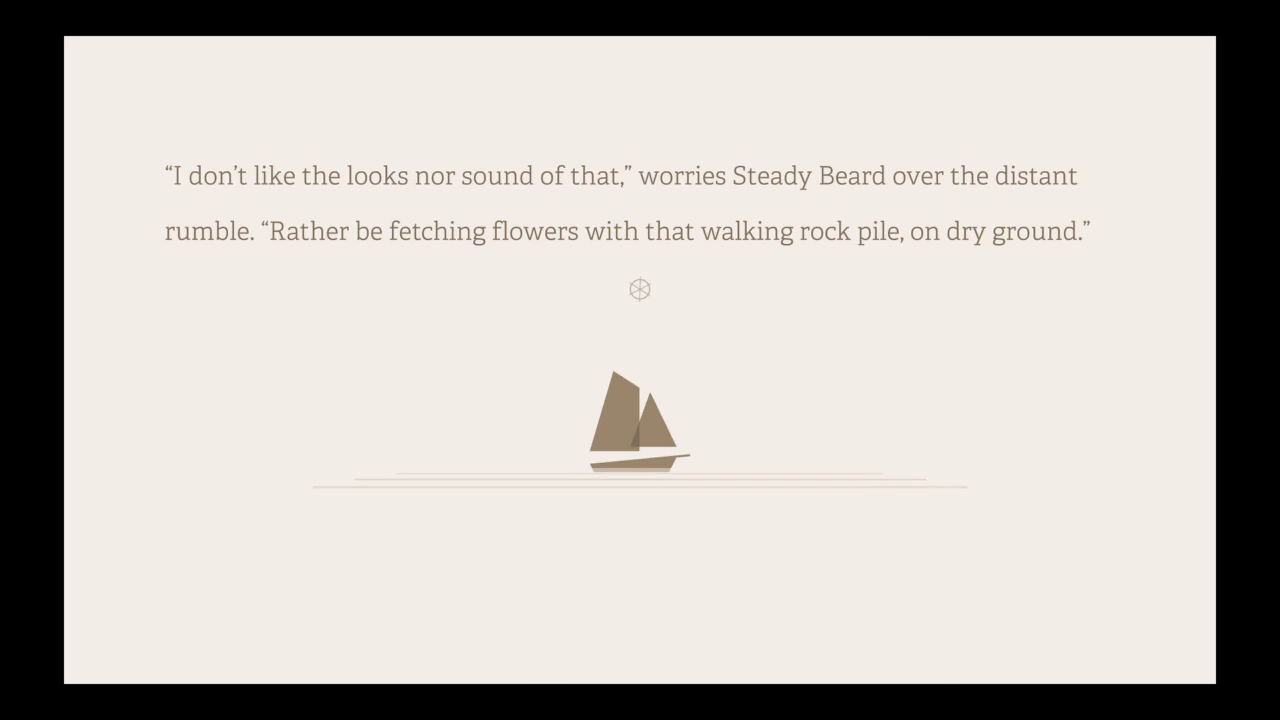 “I don’t like the looks nor sound of that,” worries Steady Beard over the distant
rumble. “Rather be fetching flowers with that walking rock pile, on dry ground.”